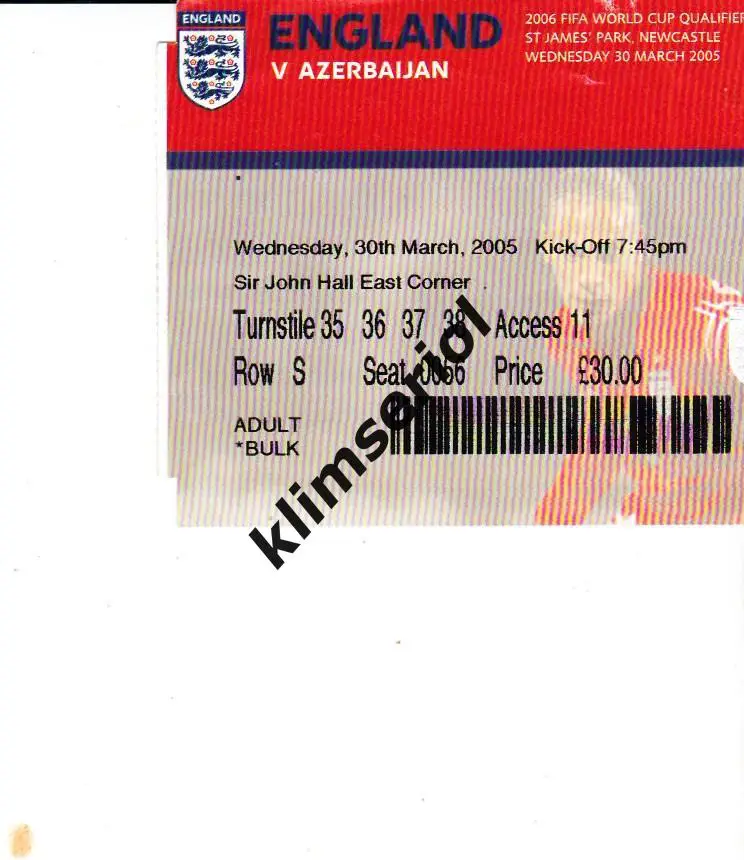 ENGLAND
ENGLAND
V AZERBAIJAN
2006 FIFA WORLD CUP QUALIFIER
ST JAMES' PARK, NEWCASTLE
WEDNESDAY 30 MARCH 2005
Wednesday, 30th March, 2005 Kick-Off 7:45pm
Sir John Hall East Corner .
Turnstile 35 36 37 38 Access 11
Row S Seat 0056 Price £30.00
ADULT
*BULK
klimseriol